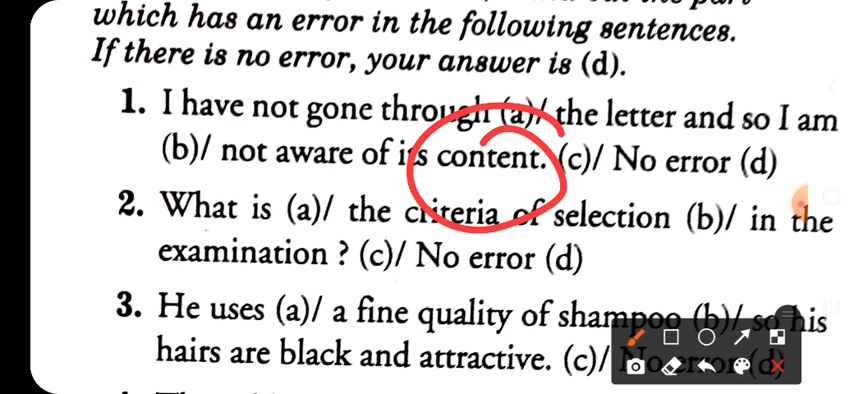 which has an error in the following sentences.
If there is no error, your answer is (d).
1. I have not gone through (a)/ the letter and so I am
(b)/ not aware of its content. (c)/ No error (d)
2. What is (a)/ the criteria of selection (b)/ in the
examination ? (c)/ No error (d)
3. He uses (a)/ a fine quality of shampoo (b)/ so his
hairs are black and attractive. (c)/ No error (d)